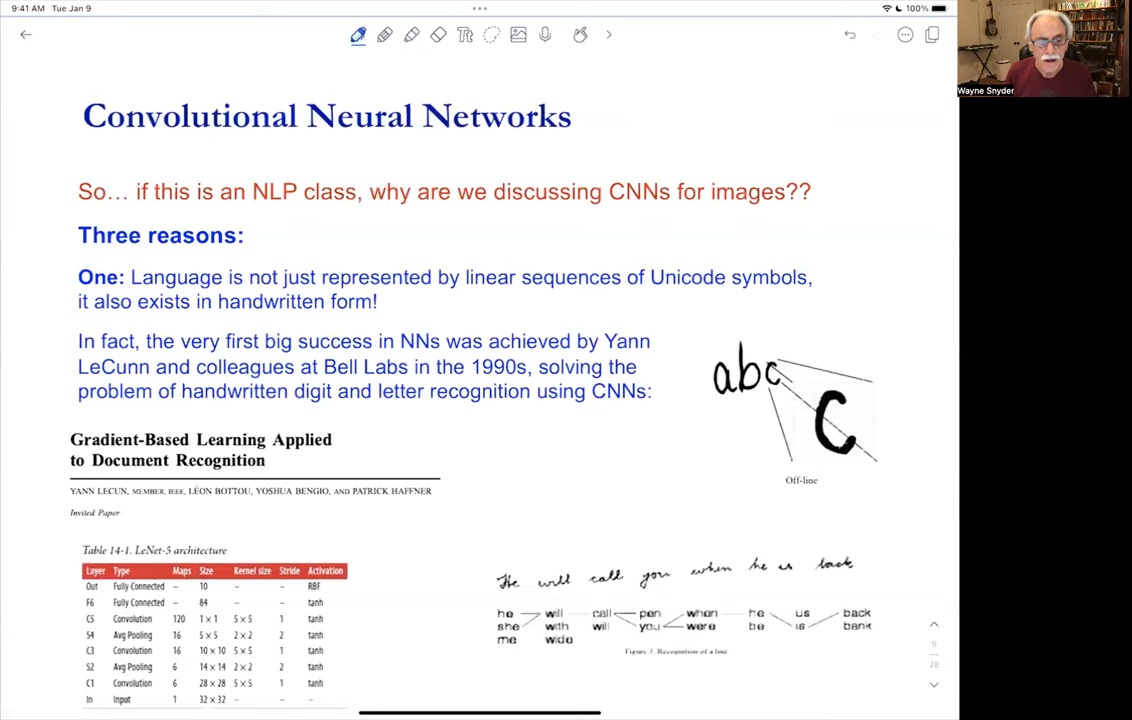 9:41 AM Tue Jan 9
100%
Wayne Snyder
Convolutional Neural Networks
So… if this is an NLP class, why are we discussing CNNs for images??
Three reasons:
One: Language is not just represented by linear sequences of Unicode symbols,
it also exists in handwritten form!
In fact, the very first big success in NNs was achieved by Yann
LeCunn and colleagues at Bell Labs in the 1990s, solving the
problem of handwritten digit and letter recognition using CNNs:
abc
C
Off-line
Gradient-Based Learning Applied
to Document Recognition
YANN LECUN, MEMBER, IEEE, LÉON BOTTOU, YOSHUA BENGIO, AND PATRICK HAFFNER
Invited Paper
Table 14-1. LeNet-5 architecture
Layer Type Maps Size Kernel size Stride Activation
Out Fully Connected – 10 – – RBF
F6 Fully Connected – 84 – – tanh
C5 Convolution 120 1 × 1 5 × 5 1 tanh
S4 Avg Pooling 16 5 × 5 2 × 2 2 tanh
C3 Convolution 16 10 × 10 5 × 5 1 tanh
S2 Avg Pooling 6 14 × 14 2 × 2 2 tanh
C1 Convolution 6 28 × 28 5 × 5 1 tanh
In Input 1 32 × 32 – – –
He will call you when he is back
he will call pen when he us back
she with will you were be is bank
me wide
Figure 3. Recognition of a line
9
28